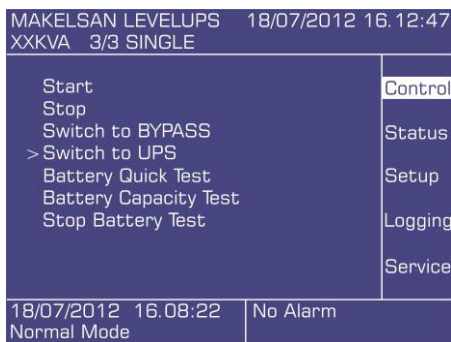 MAKELSAN LEVELUPS 18/07/2012 16.12:47
XXKVA 3/3 SINGLE
Start
Stop
Switch to BYPASS
>Switch to UPS
Battery Quick Test
Battery Capacity Test
Stop Battery Test
Control
Status
Setup
Logging
Service
18/07/2012 16.08:22
Normal Mode
No Alarm